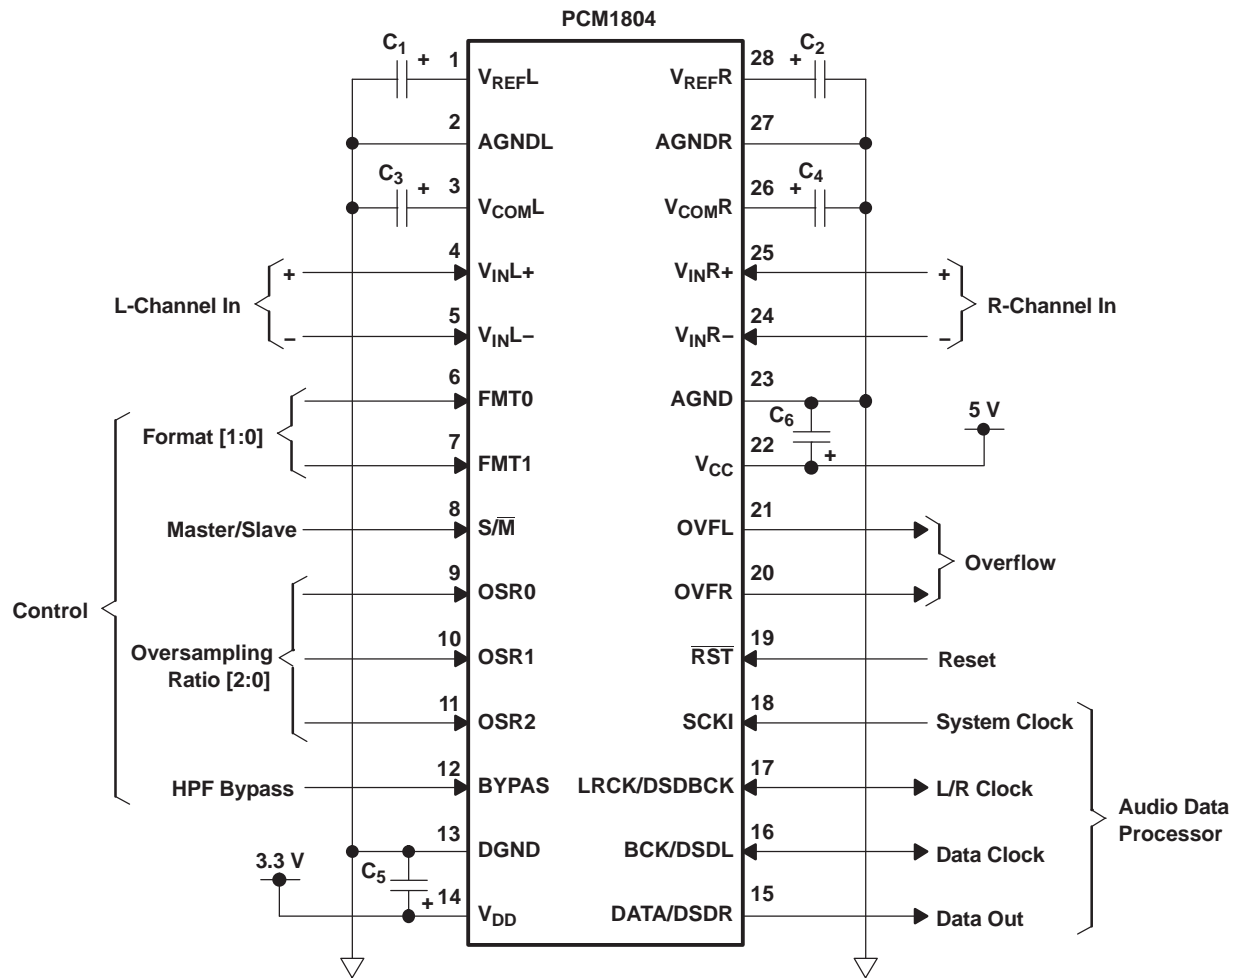 PCM1804
C1 + 1 VREFL VREFR 28 + C2
2 AGNDL AGNDR 27
C3 + 3 VCOML VCOMR 26 + C4
L-Channel In + 4 VINL+ VINR+ 25 + R-Channel In
− 5 VINL− VINR− 24 −
Control
Format [1:0] 6 FMT0 AGND 23
C6 + 5 V
7 FMT1 VCC 22
Master/Slave 8 S/M̅ OVFL 21
Overflow
Oversampling
Ratio [2:0]
9 OSR0 OVFR 20
10 OSR1 R̅S̅T̅ 19 Reset
11 OSR2 SCKI 18 System Clock
HPF Bypass 12 BYPAS LRCK/DSDBCK 17 L/R Clock
Audio Data
Processor
13 DGND BCK/DSDL 16 Data Clock
3.3 V C5 +
14 VDD DATA/DSDR 15 Data Out